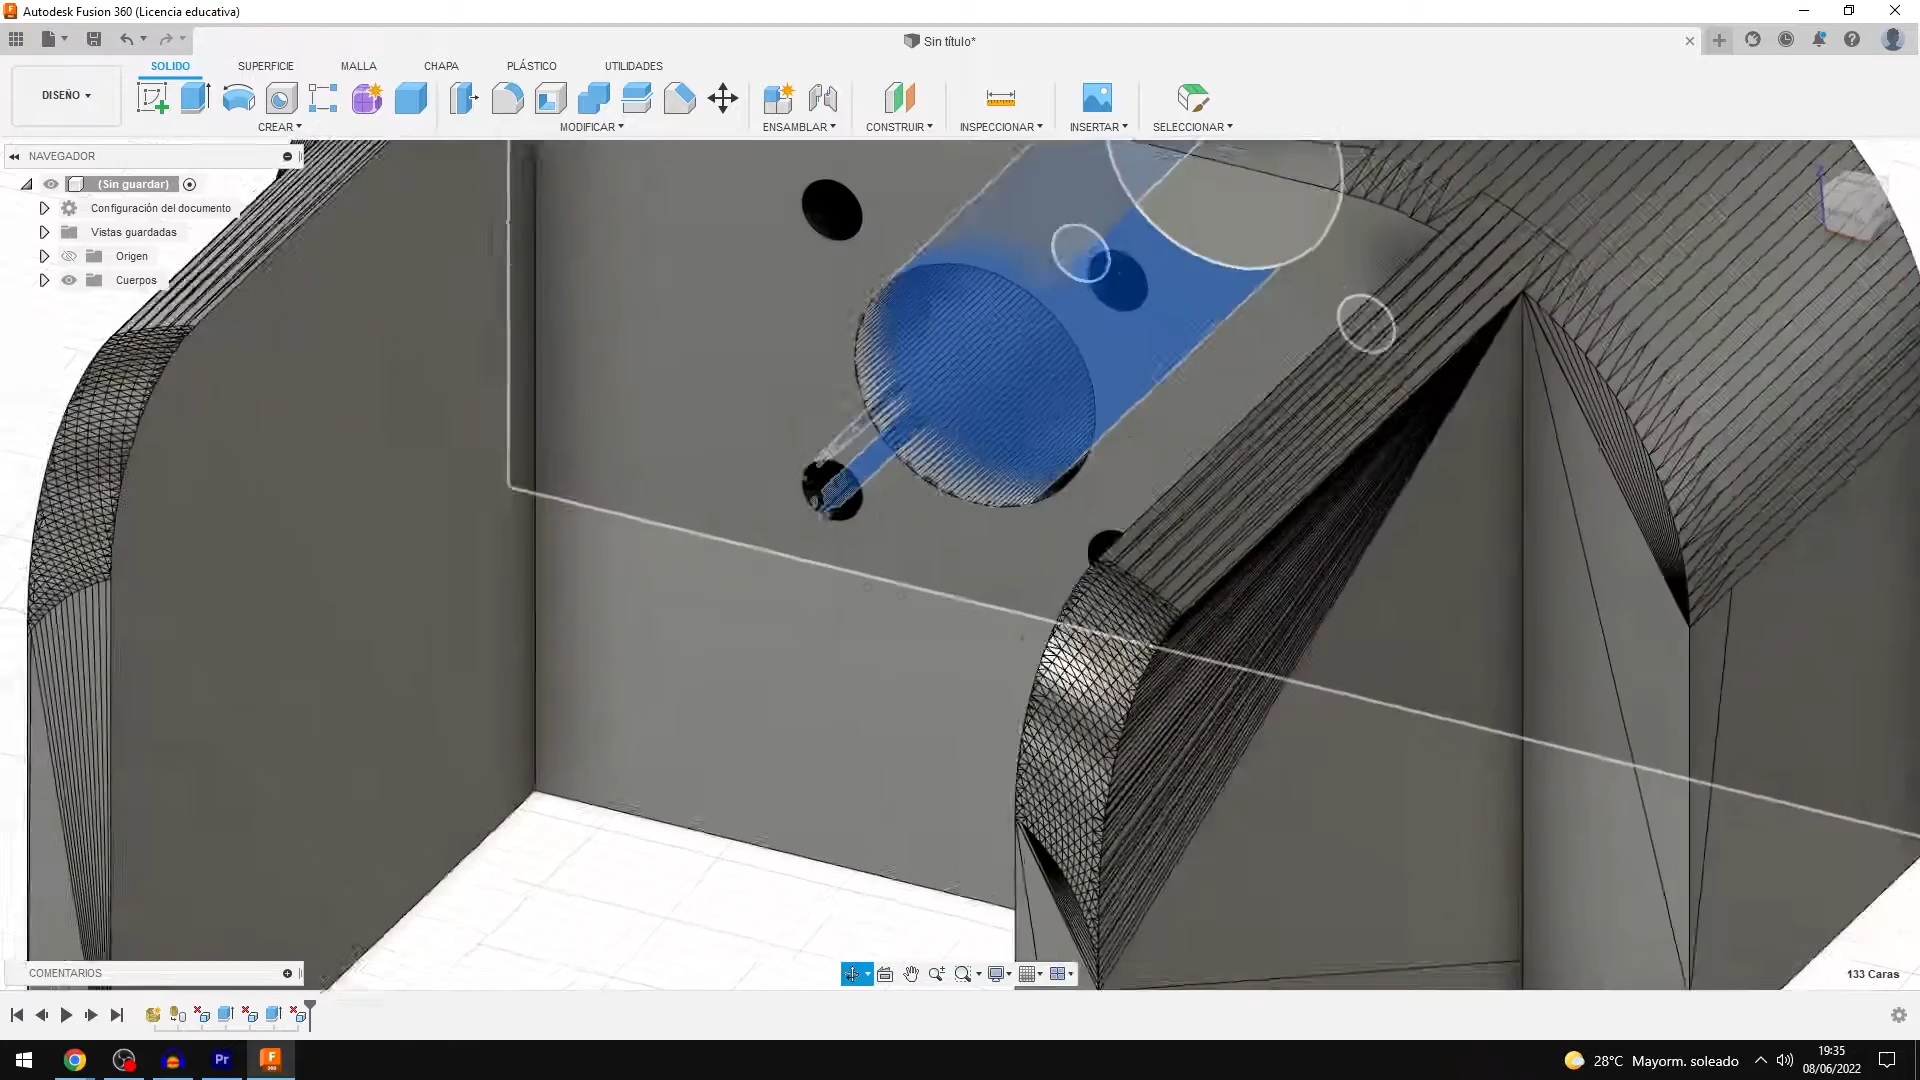 Autodesk Fusion 360 (Licencia educativa)
Sin título*
DISEÑO
SOLIDO
SUPERFICIE
MALLA
CHAPA
PLÁSTICO
UTILIDADES
CREAR
MODIFICAR
ENSAMBLAR
CONSTRUIR
INSPECCIONAR
INSERTAR
SELECCIONAR
NAVEGADOR
(Sin guardar)
Configuración del documento
Vistas guardadas
Origen
Cuerpos
COMENTARIOS
133 Caras
Pr
F
360
28°C Mayorm. soleado
19:35
08/06/2022